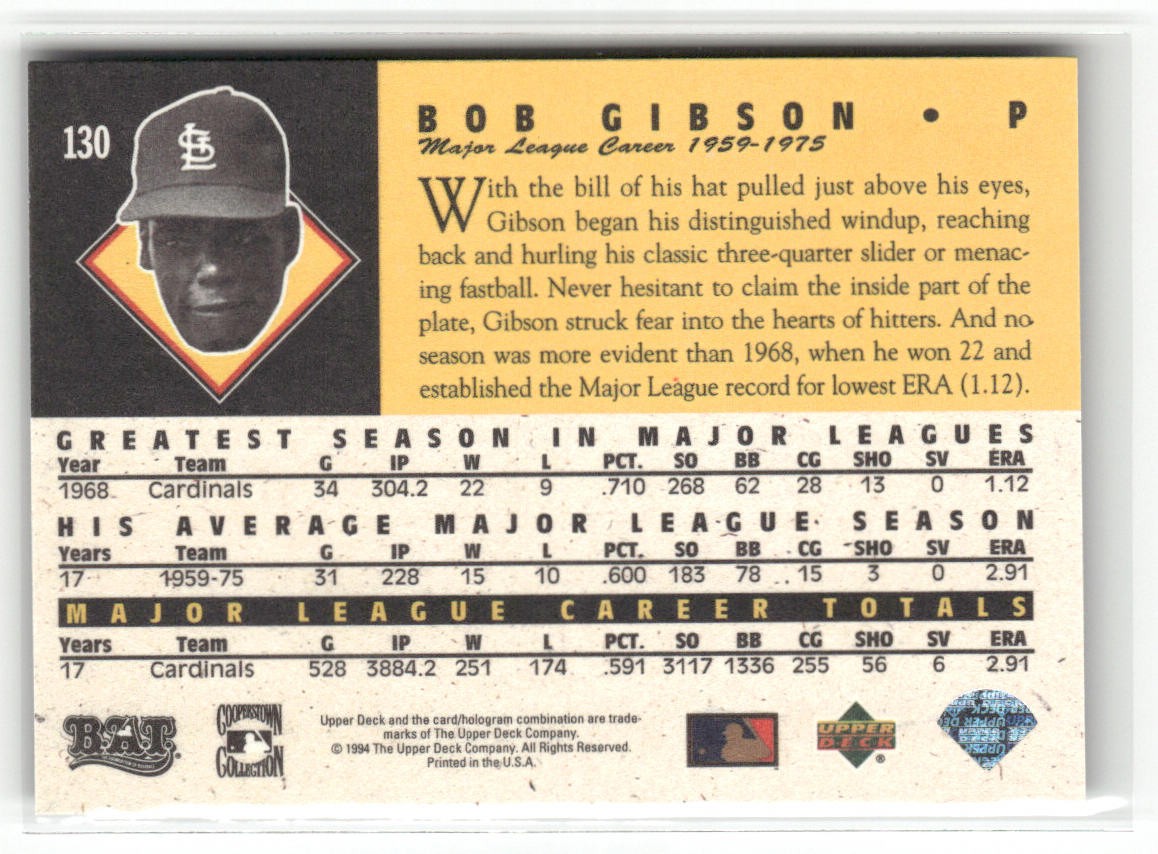 130
STL
BOB GIBSON • P
Major League Career 1959-1975
With the bill of his hat pulled just above his eyes,
Gibson began his distinguished windup, reaching
back and hurling his classic three-quarter slider or menac-
ing fastball. Never hesitant to claim the inside part of the
plate, Gibson struck fear into the hearts of hitters. And no
season was more evident than 1968, when he won 22 and
established the Major League record for lowest ERA (1.12).
GREATEST SEASON IN MAJOR LEAGUES
Year Team G IP W L PCT. SO BB CG SHO SV ERA
1968 Cardinals 34 304.2 22 9 .710 268 62 28 13 0 1.12
HIS AVERAGE MAJOR LEAGUE SEASON
Years Team G IP W L PCT. SO BB CG SHO SV ERA
17 1959-75 31 228 15 10 .600 183 78 15 3 0 2.91
MAJOR LEAGUE CAREER TOTALS
Years Team G IP W L PCT. SO BB CG SHO SV ERA
17 Cardinals 528 3884.2 251 174 .591 3117 1336 255 56 6 2.91
B.A.T.
COOPERSTOWN
COLLECTION
Upper Deck and the card/hologram combination are trade-
marks of The Upper Deck Company.
© 1994 The Upper Deck Company. All Rights Reserved.
Printed in the U.S.A.
UPPER
DECK
®